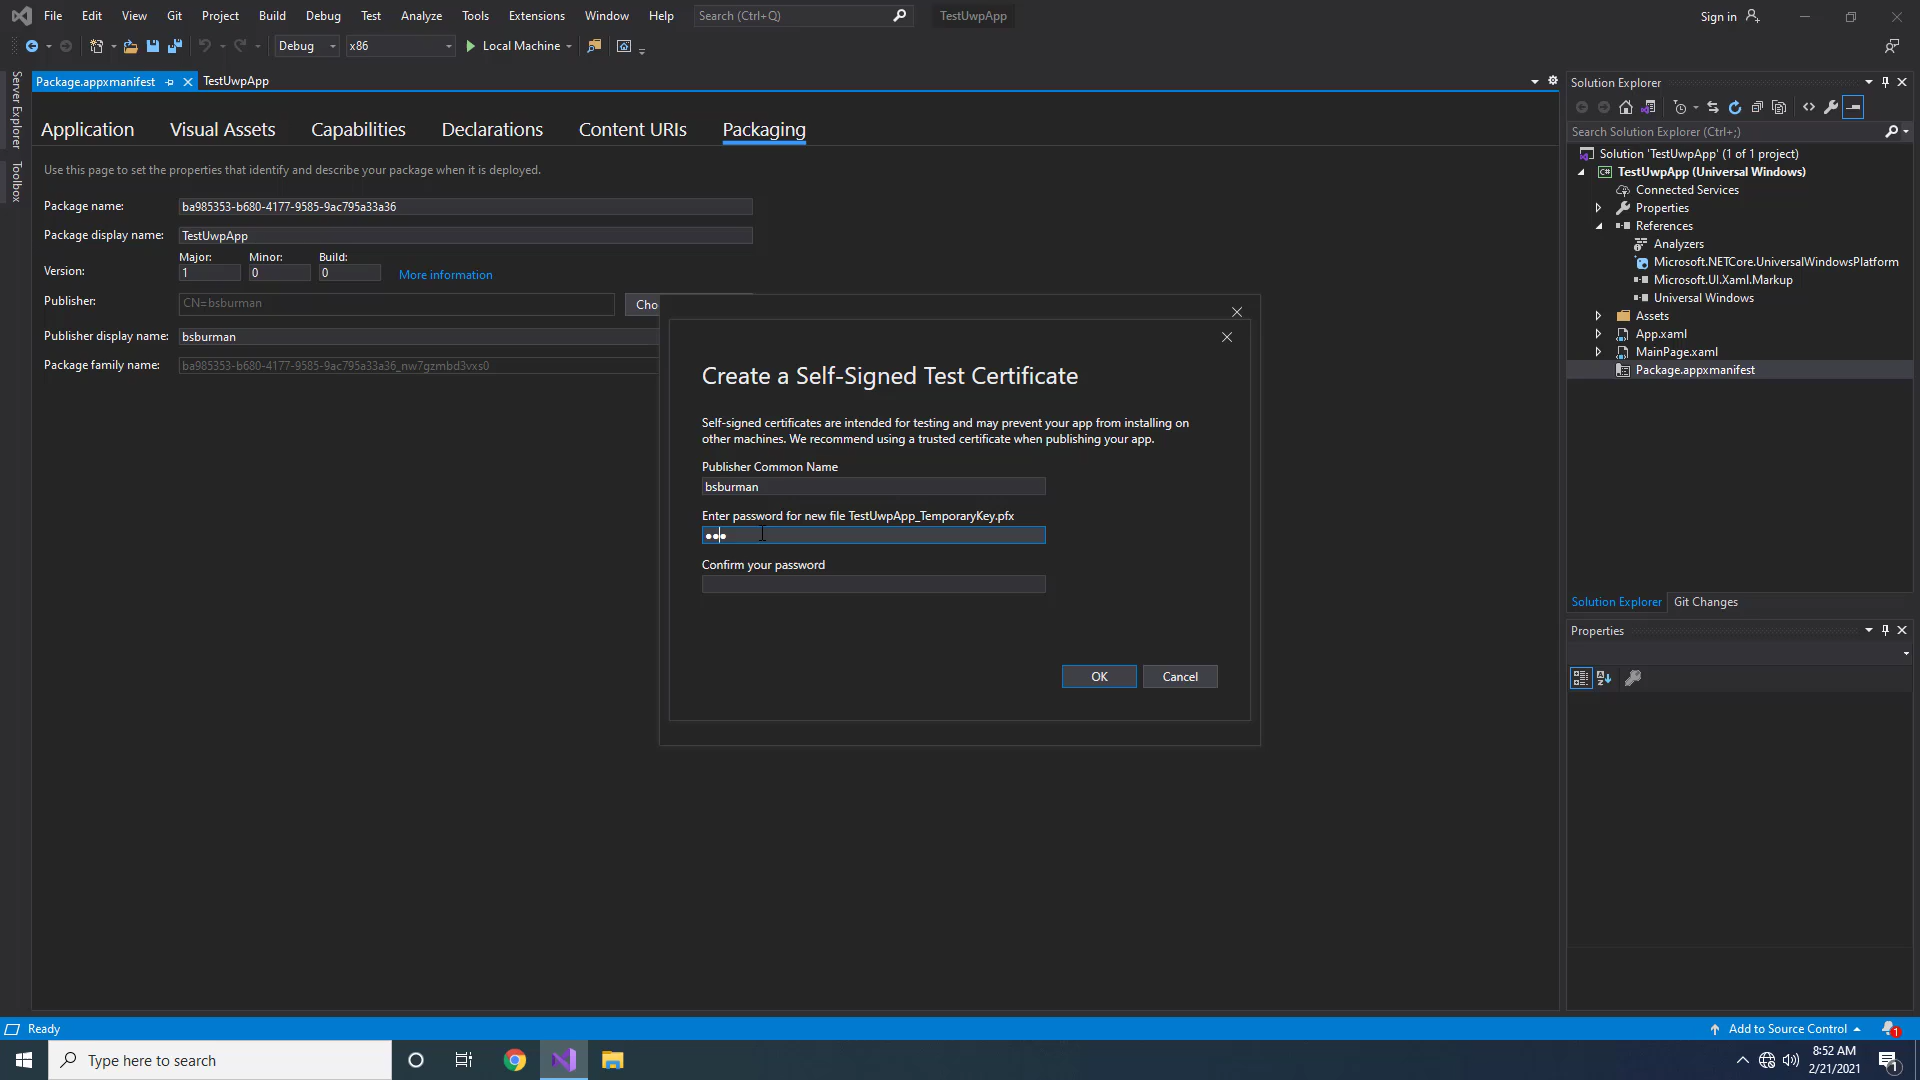 File Edit View Git Project Build Debug Test Analyze Tools Extensions Window Help Search (Ctrl+Q) TestUwpApp Sign in
Debug x86 Local Machine
Server Explorer
Toolbox
Package.appxmanifest TestUwpApp
Application Visual Assets Capabilities Declarations Content URIs Packaging
Use this page to set the properties that identify and describe your package when it is deployed.
Package name: ba985353-b680-4177-9585-9ac795a33a36
Package display name: TestUwpApp
Major: Minor: Build:
Version: 1 0 0 More information
Publisher: CN=bsburman Cho
Publisher display name: bsburman
Package family name: ba985353-b680-4177-9585-9ac795a33a36_nw7gzmbd3vxs0
Create a Self-Signed Test Certificate
Self-signed certificates are intended for testing and may prevent your app from installing on
other machines. We recommend using a trusted certificate when publishing your app.
Publisher Common Name
bsburman
Enter password for new file TestUwpApp_TemporaryKey.pfx
●●●
Confirm your password
OK Cancel
Solution Explorer
Search Solution Explorer (Ctrl+;)
Solution 'TestUwpApp' (1 of 1 project)
C# TestUwpApp (Universal Windows)
Connected Services
Properties
References
Analyzers
Microsoft.NETCore.UniversalWindowsPlatform
Microsoft.UI.Xaml.Markup
Universal Windows
Assets
App.xaml
MainPage.xaml
Package.appxmanifest
Solution Explorer Git Changes
Properties
Ready Add to Source Control 1
Type here to search
8:52 AM
2/21/2021
1